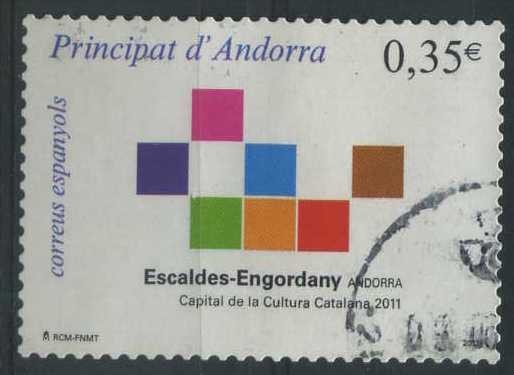 Principat d'Andorra
0,35€
correus espanyols
Escaldes-Engordany ANDORRA
Capital de la Cultura Catalana 2011
RCM-FNMT